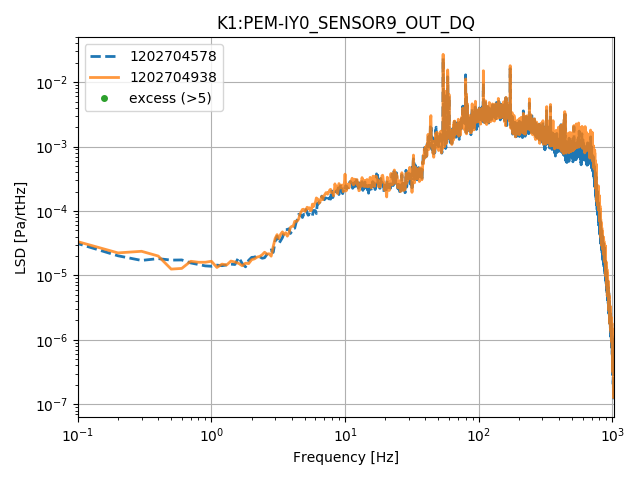 K1:PEM-IY0_SENSOR9_OUT_DQ
1202704578
1202704938
excess (>5)
LSD [Pa/rtHz]
10⁻²
10⁻³
10⁻⁴
10⁻⁵
10⁻⁶
10⁻⁷
10⁻¹ 10⁰ 10¹ 10² 10³
Frequency [Hz]